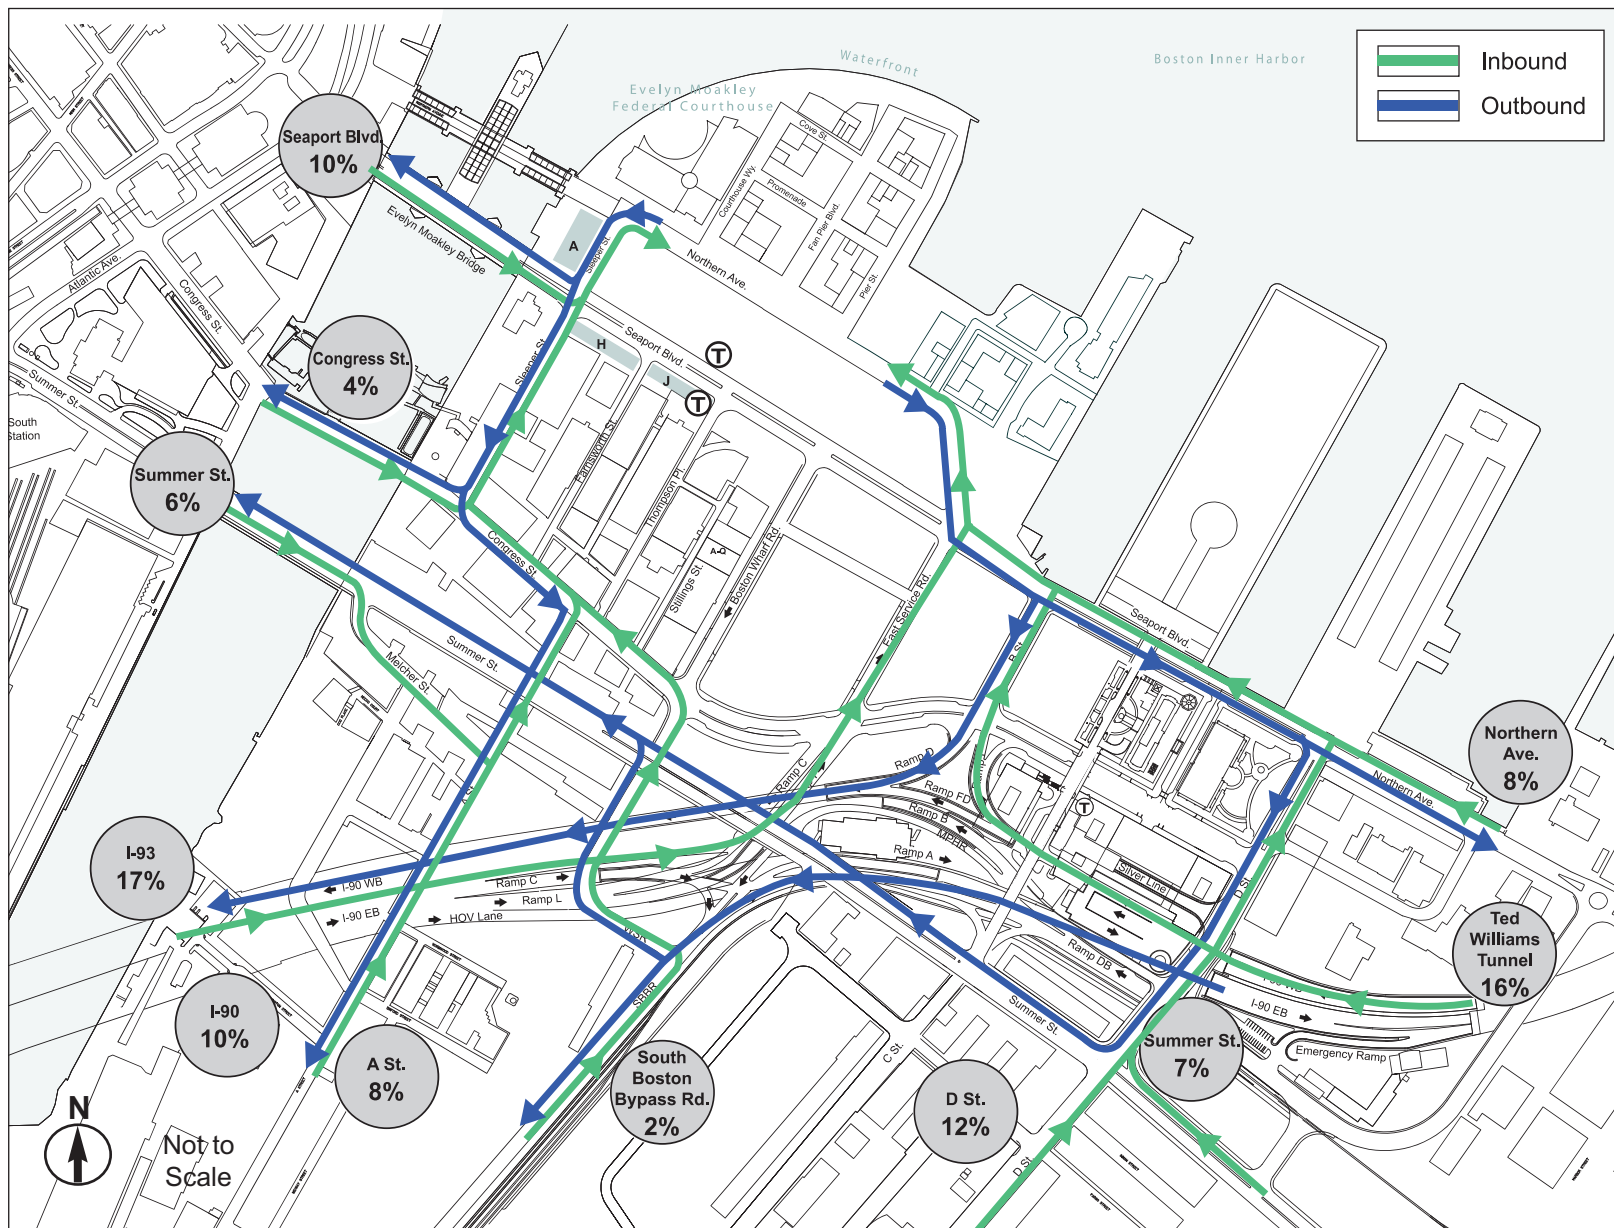 Inbound
Outbound
Waterfront
Boston Inner Harbor
Evelyn Moakley
Federal Courthouse
Cove St.
Seaport Blvd.
10%
Courthouse Wy.
Promenade
Fan Pier Blvd.
Pier St.
A
Sleeper St.
Northern Ave.
Evelyn Moakley Bridge
Atlantic Ave.
Congress St.
Seaport Blvd.
T
H
J
T
Sleeper St.
Congress St.
4%
Summer St.
South
Station
Farnsworth St.
Thompson Pl.
Summer St.
6%
Congress St.
Stillings St.
Boston Wharf Rd.
East Service Rd.
B St.
Seaport Blvd.
Summer St.
Melcher St.
Northern
Ave.
8%
Northern Ave.
A St.
Ramp C
Ramp D
Ramp FD
Ramp B
MPHR
Ramp A
T
Silver Line
D St.
I-93
17%
I-90 WB
Ramp C
Ramp L
I-90 EB
HOV Lane
WSR
SBBR
Ramp DB
Ted
Williams
Tunnel
16%
I-90 WB
I-90 EB
Emergency Ramp
Summer St.
C St.
Summer St.
7%
I-90
10%
A St.
8%
South
Boston
Bypass Rd.
2%
D St.
12%
D St.
N
Not to
Scale